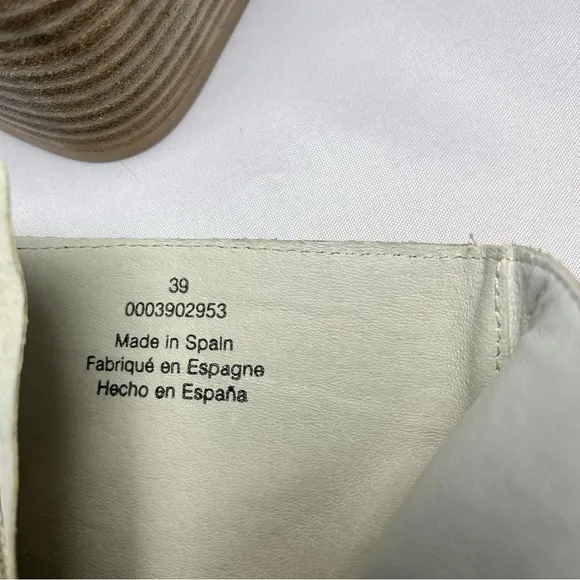 39
0003902953
Made in Spain
Fabriqué en Espagne
Hecho en España